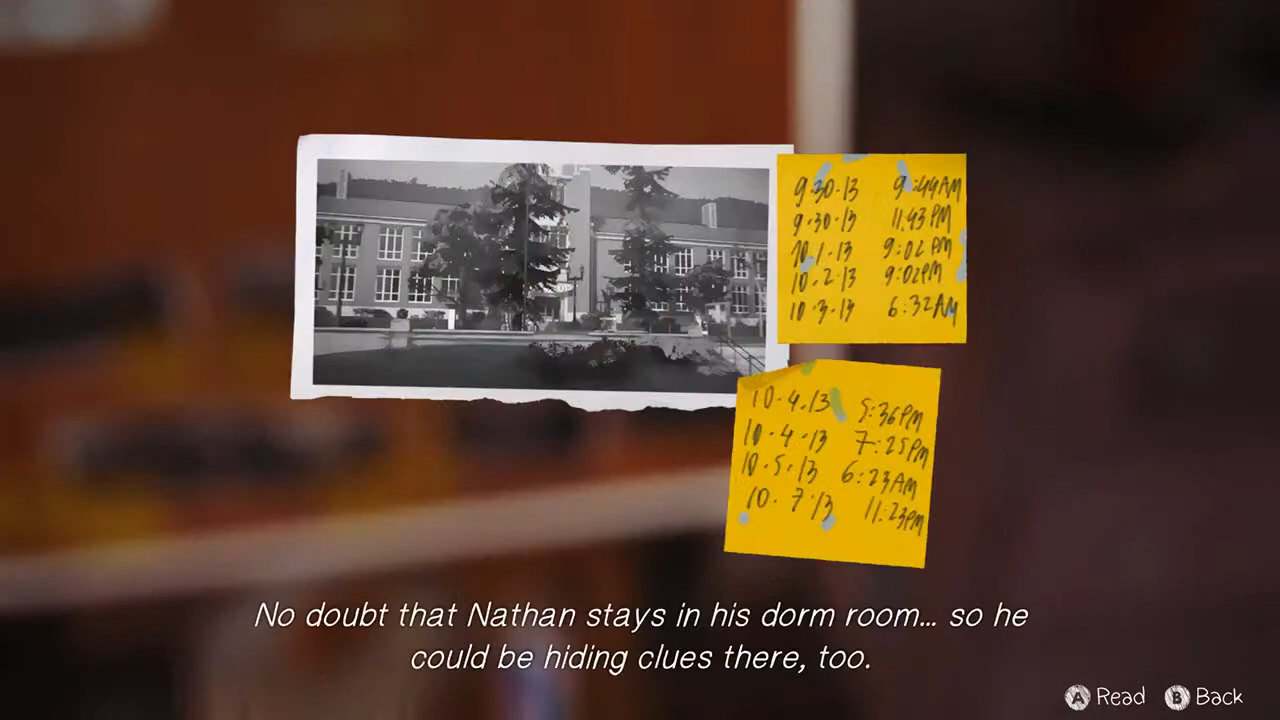 9·30·13 9:49AM
9·30·13 11:43PM
10·1·13 9:02PM
10·2·13 9:02PM
10·3·13 6:32AM
10·4·13 5:36PM
10·4·13 7:25PM
10·5·13 6:23AM
10·7·13 11:23PM
No doubt that Nathan stays in his dorm room... so he
could be hiding clues there, too.
A Read B Back